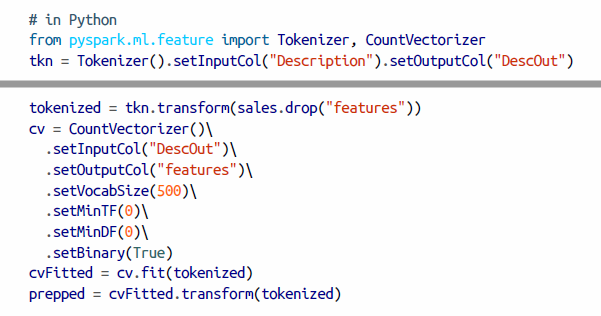 # in Python
from pyspark.ml.feature import Tokenizer, CountVectorizer
tkn = Tokenizer().setInputCol("Description").setOutputCol("DescOut")
tokenized = tkn.transform(sales.drop("features"))
cv = CountVectorizer()\
  .setInputCol("DescOut")\
  .setOutputCol("features")\
  .setVocabSize(500)\
  .setMinTF(0)\
  .setMinDF(0)\
  .setBinary(True)
cvFitted = cv.fit(tokenized)
prepped = cvFitted.transform(tokenized)